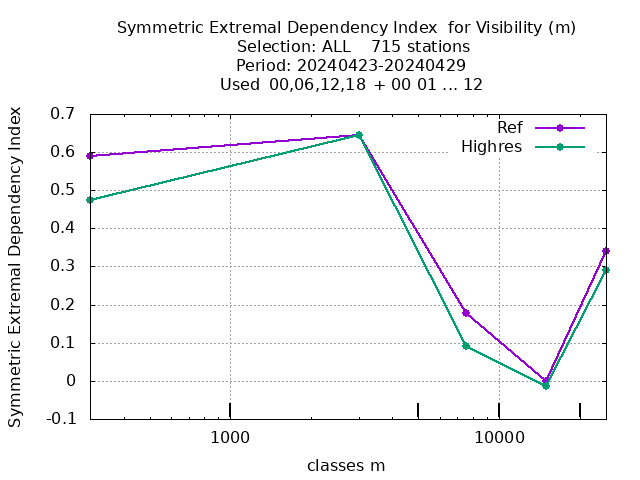 Symmetric Extremal Dependency Index  for Visibility (m)
Selection: ALL    715 stations
Period: 20240423-20240429
Used  00,06,12,18  + 00 01 ... 12
Symmetric Extremal Dependency Index
0.7
0.6
0.5
0.4
0.3
0.2
0.1
0
-0.1
Ref
Highres
1000
10000
classes m